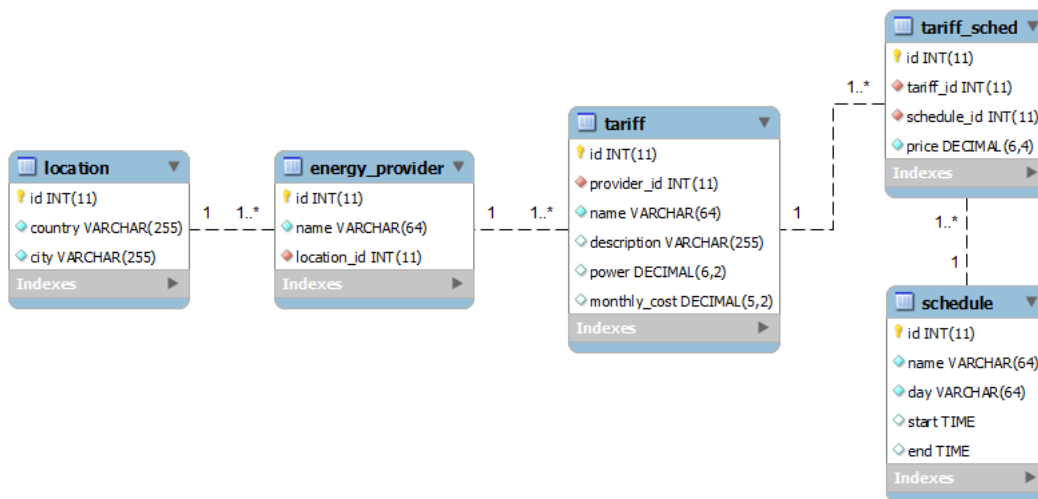 location
id INT(11)
country VARCHAR(255)
city VARCHAR(255)
Indexes
1
1..*
energy_provider
id INT(11)
name VARCHAR(64)
location_id INT(11)
Indexes
1
1..*
tariff
id INT(11)
provider_id INT(11)
name VARCHAR(64)
description VARCHAR(255)
power DECIMAL(6,2)
monthly_cost DECIMAL(5,2)
Indexes
1
1..*
tariff_sched
id INT(11)
tariff_id INT(11)
schedule_id INT(11)
price DECIMAL(6,4)
Indexes
1..*
1
schedule
id INT(11)
name VARCHAR(64)
day VARCHAR(64)
start TIME
end TIME
Indexes